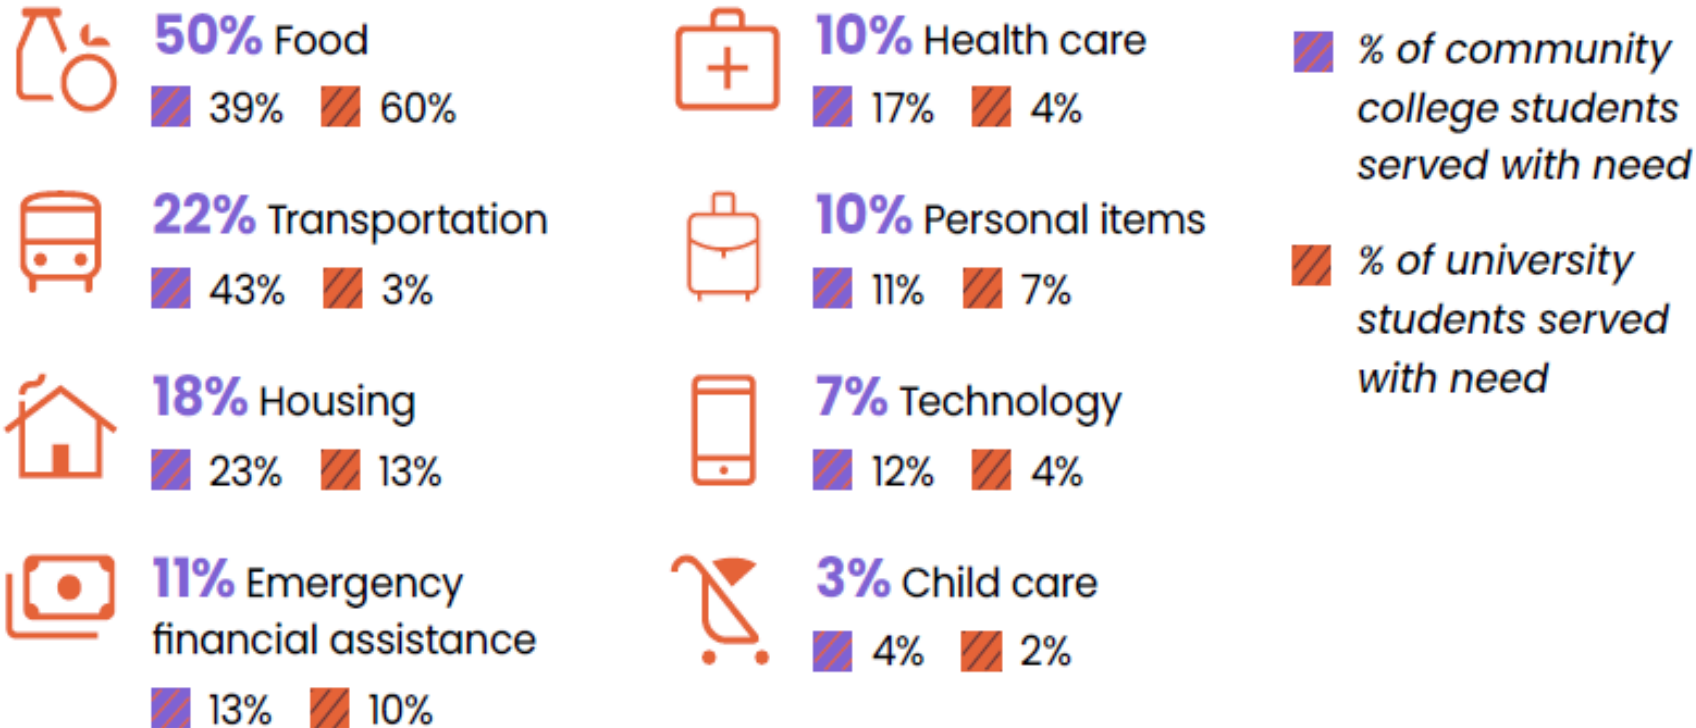 50% Food
39% 60%
22% Transportation
43% 3%
18% Housing
23% 13%
11% Emergency
financial assistance
13% 10%
10% Health care
17% 4%
10% Personal items
11% 7%
7% Technology
12% 4%
3% Child care
4% 2%
% of community
college students
served with need
% of university
students served
with need